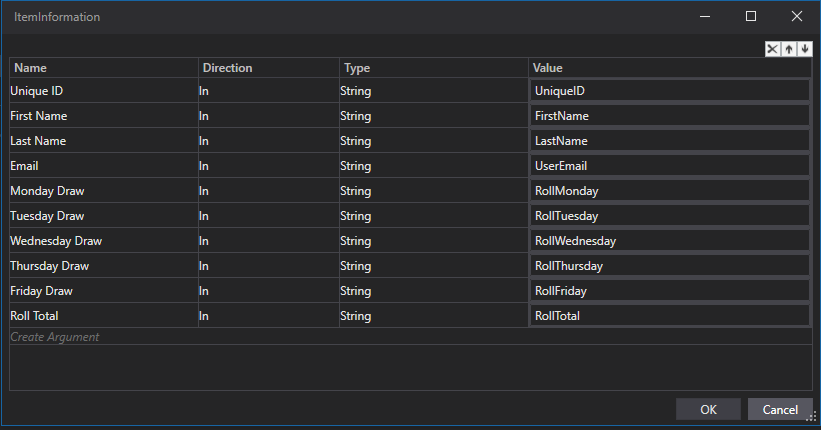 ItemInformation
Name Direction Type Value
Unique ID In String UniqueID
First Name In String FirstName
Last Name In String LastName
Email In String UserEmail
Monday Draw In String RollMonday
Tuesday Draw In String RollTuesday
Wednesday Draw In String RollWednesday
Thursday Draw In String RollThursday
Friday Draw In String RollFriday
Roll Total In String RollTotal
Create Argument
OK Cancel